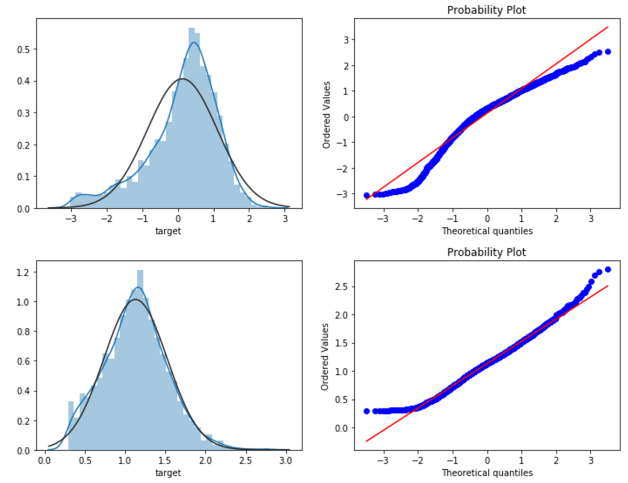 Probability Plot
0.5
0.4
0.3
0.2
0.1
0.0
−3 −2 −1 0 1 2 3
target
Ordered Values
3
2
1
0
−1
−2
−3
−3 −2 −1 0 1 2 3
Theoretical quantiles
Probability Plot
1.2
1.0
0.8
0.6
0.4
0.2
0.0
0.0 0.5 1.0 1.5 2.0 2.5 3.0
target
Ordered Values
2.5
2.0
1.5
1.0
0.5
0.0
−3 −2 −1 0 1 2 3
Theoretical quantiles